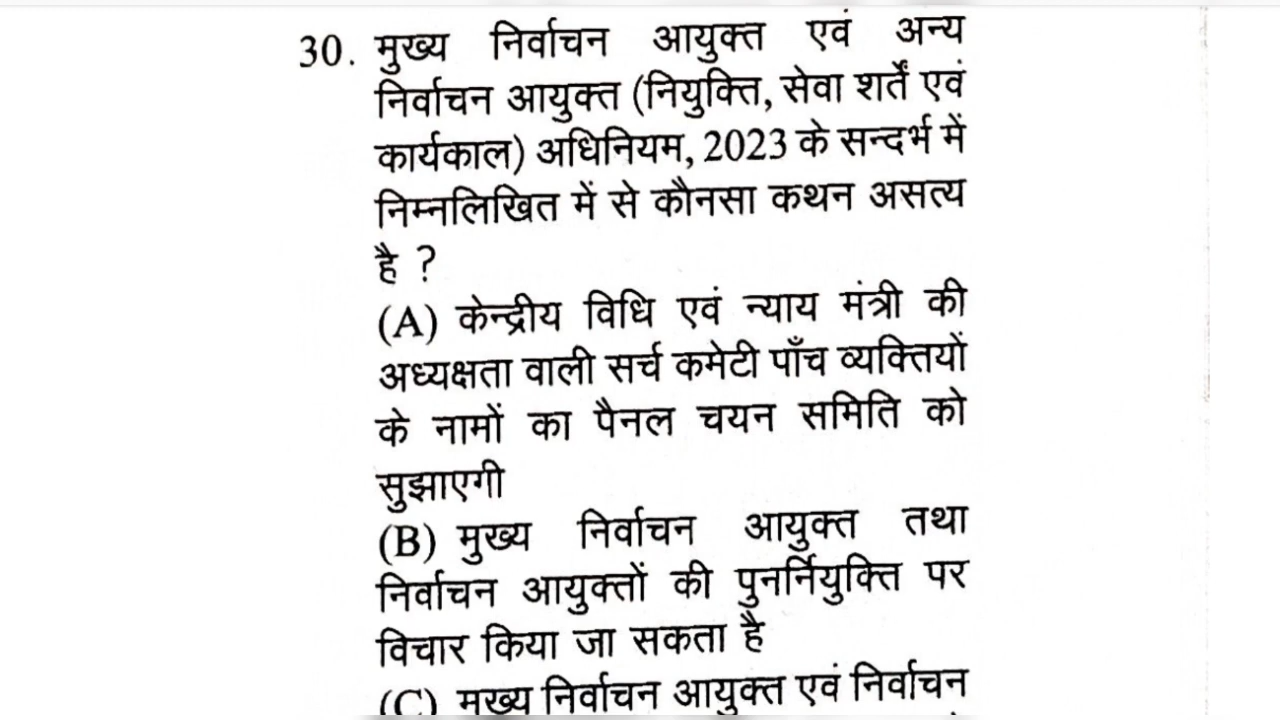 30. मुख्य निर्वाचन आयुक्त एवं अन्य
निर्वाचन आयुक्त (नियुक्ति, सेवा शर्तें एवं
कार्यकाल) अधिनियम, 2023 के सन्दर्भ में
निम्नलिखित में से कौनसा कथन असत्य
है ?
(A) केन्द्रीय विधि एवं न्याय मंत्री की
अध्यक्षता वाली सर्च कमेटी पाँच व्यक्तियों
के नामों का पैनल चयन समिति को
सुझाएगी
(B) मुख्य निर्वाचन आयुक्त तथा
निर्वाचन आयुक्तों की पुनर्नियुक्ति पर
विचार किया जा सकता है
(C) मुख्य निर्वाचन आयुक्त एवं निर्वाचन